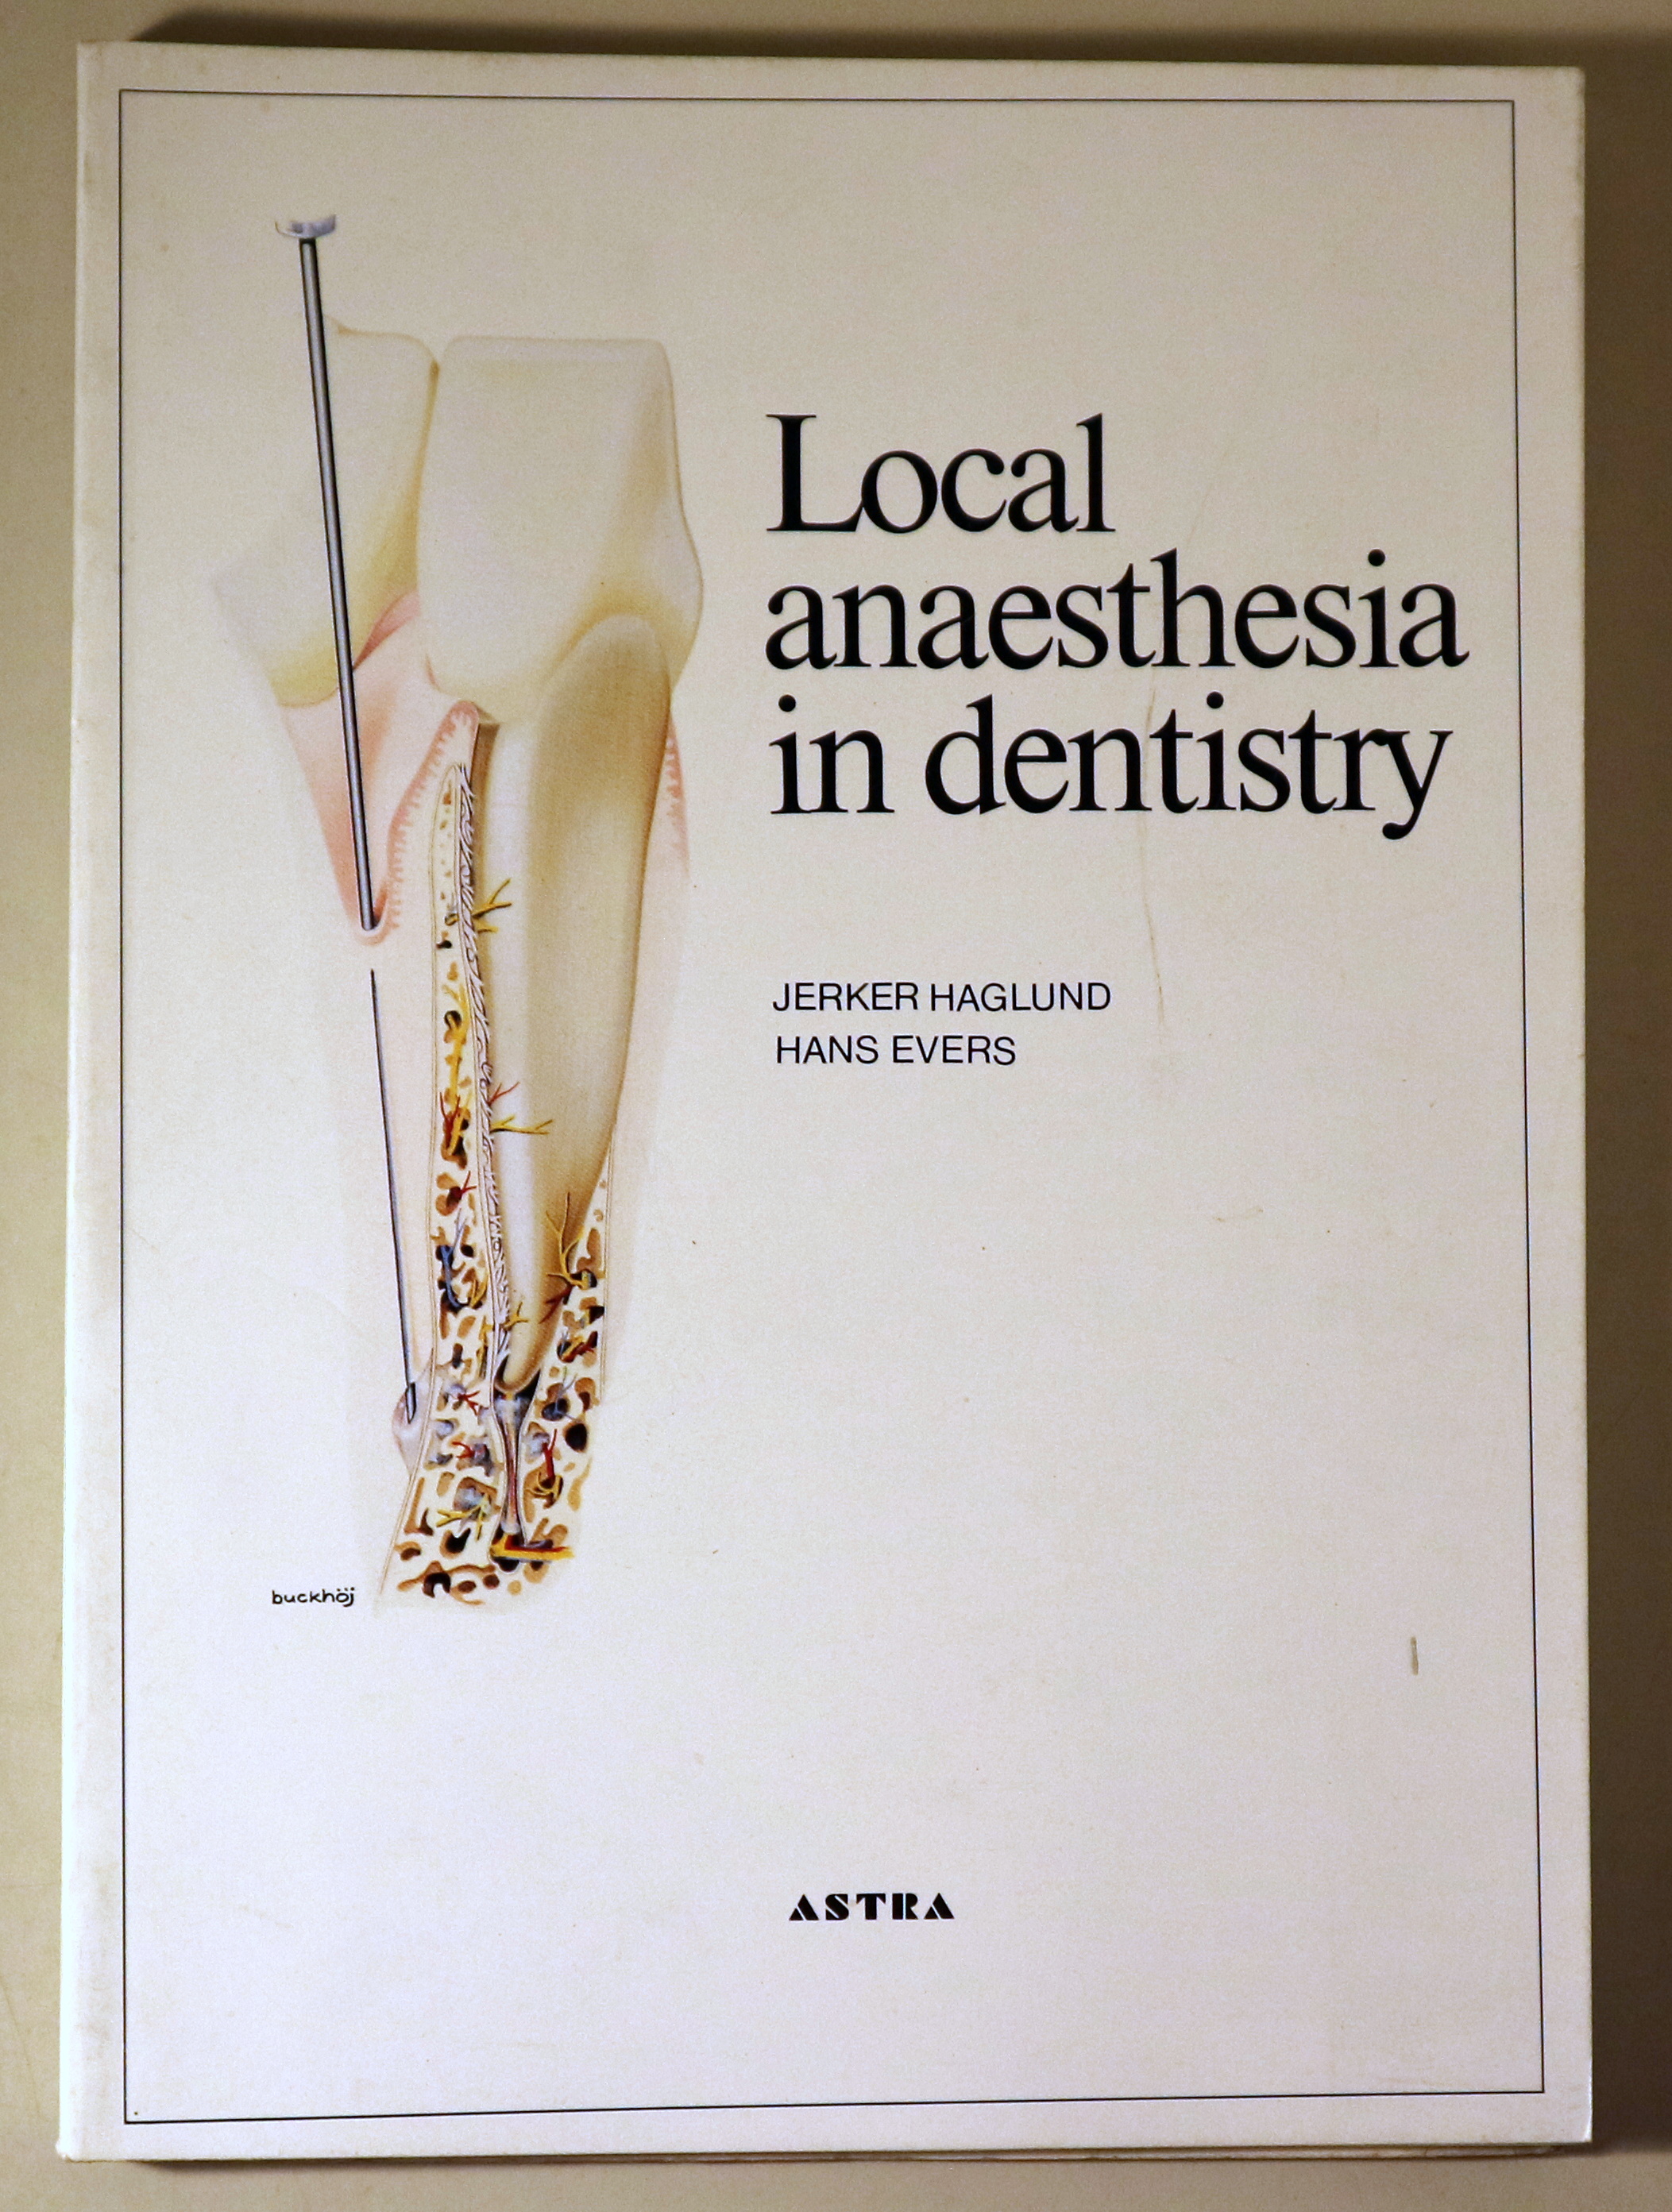 Local
anaesthesia
in dentistry
JERKER HAGLUND
HANS EVERS
buckhöj
ASTRA